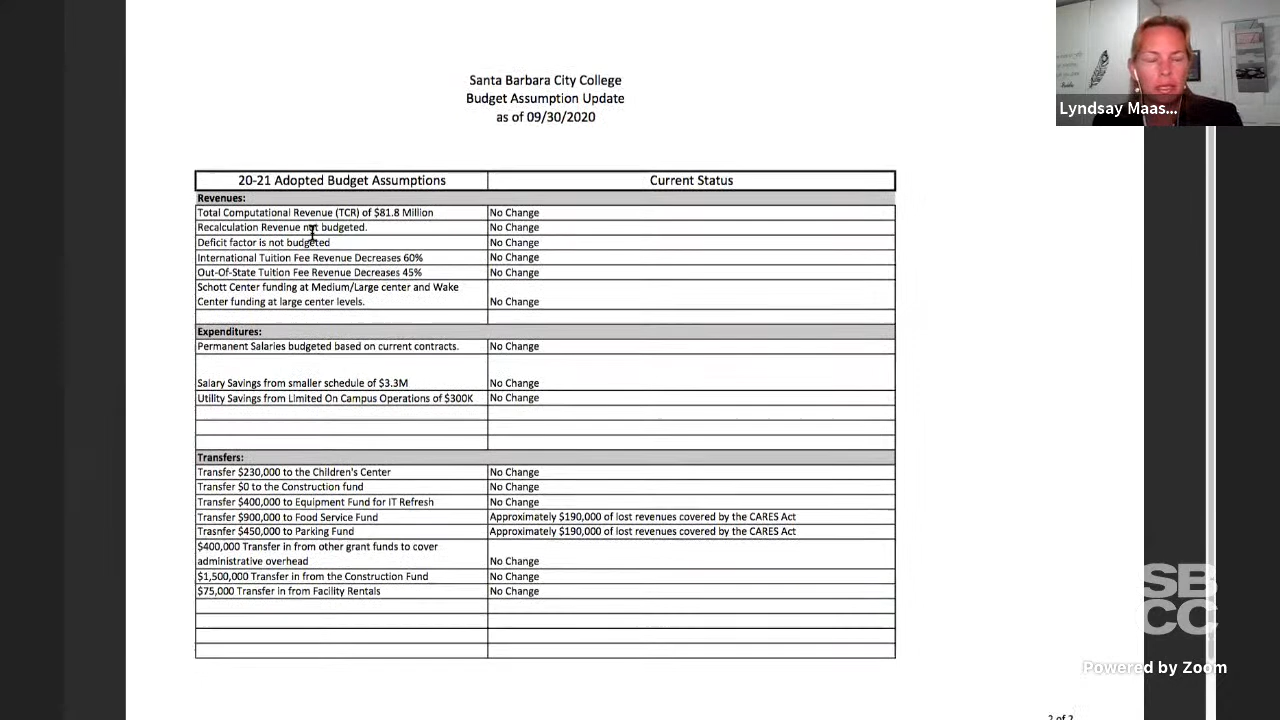 Santa Barbara City College
Budget Assumption Update
as of 09/30/2020
Lyndsay Maas...
20-21 Adopted Budget Assumptions Current Status
Revenues:
Total Computational Revenue (TCR) of $81.8 Million No Change
Recalculation Revenue not budgeted. No Change
Deficit factor is not budgeted No Change
International Tuition Fee Revenue Decreases 60% No Change
Out-Of-State Tuition Fee Revenue Decreases 45% No Change
Schott Center funding at Medium/Large center and Wake
Center funding at large center levels. No Change
Expenditures:
Permanent Salaries budgeted based on current contracts. No Change
Salary Savings from smaller schedule of $3.3M No Change
Utility Savings from Limited On Campus Operations of $300K No Change
Transfers:
Transfer $230,000 to the Children's Center No Change
Transfer $0 to the Construction fund No Change
Transfer $400,000 to Equipment Fund for IT Refresh No Change
Transfer $900,000 to Food Service Fund Approximately $190,000 of lost revenues covered by the CARES Act
Trasnfer $450,000 to Parking Fund Approximately $190,000 of lost revenues covered by the CARES Act
$400,000 Transfer in from other grant funds to cover
administrative overhead No Change
$1,500,000 Transfer in from the Construction Fund No Change
$75,000 Transfer in from Facility Rentals No Change
SB
CC
Powered by Zoom
2 of 2